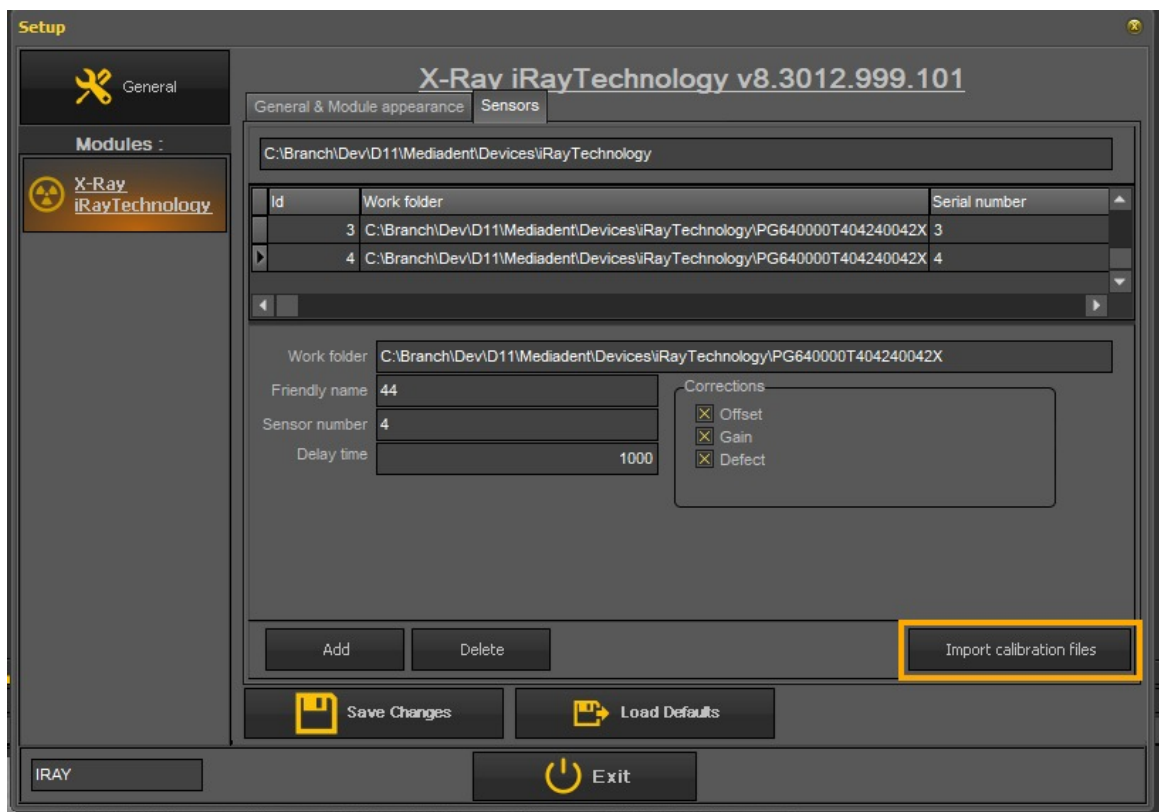 Setup
General
X-Ray iRayTechnology v8.3012.999.101
General & Module appearance Sensors
Modules :
X-Ray
iRayTechnology
C:\Branch\Dev\D11\Mediadent\Devices\iRayTechnology
Id Work folder Serial number
3 C:\Branch\Dev\D11\Mediadent\Devices\iRayTechnology\PG640000T404240042X 3
4 C:\Branch\Dev\D11\Mediadent\Devices\iRayTechnology\PG640000T404240042X 4
Work folder C:\Branch\Dev\D11\Mediadent\Devices\iRayTechnology\PG640000T404240042X
Friendly name 44
Sensor number 4
Delay time 1000
Corrections
Offset
Gain
Defect
Add Delete Import calibration files
Save Changes Load Defaults
IRAY Exit